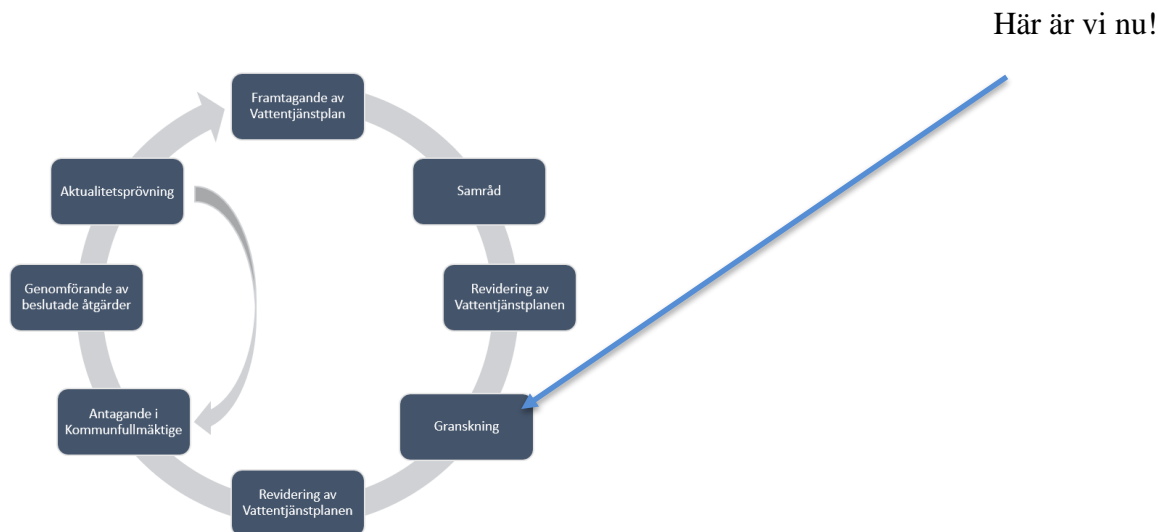 Här är vi nu!
Framtagande av
Vattentjänstplan
Samråd
Revidering av
Vattentjänstplanen
Granskning
Revidering av
Vattentjänstplanen
Antagande i
Kommunfullmäktige
Genomförande av
beslutade åtgärder
Aktualitetsprövning